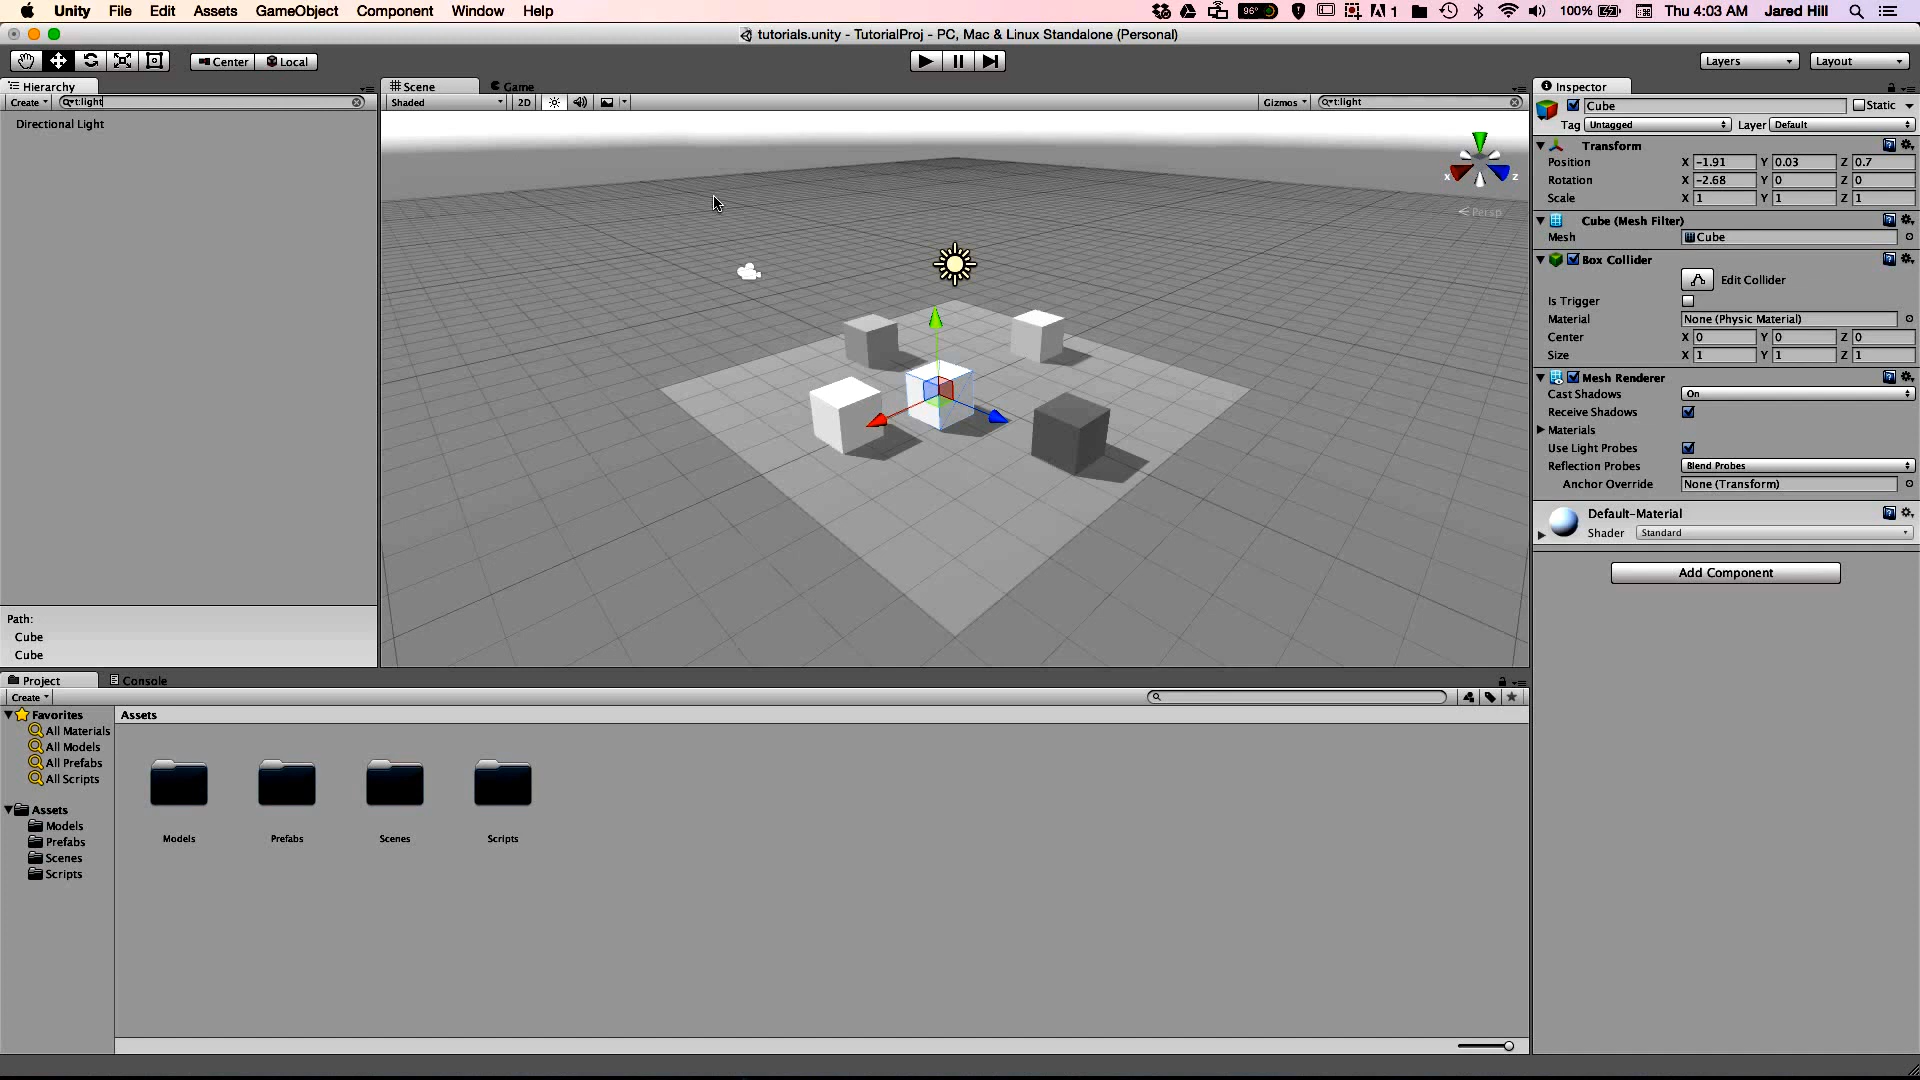 Unity File Edit Assets GameObject Component Window Help
96° 1 100% Thu 4:03 AM Jared Hill
tutorials.unity - TutorialProj - PC, Mac & Linux Standalone (Personal)
Center Local
Layers Layout
Hierarchy
Create t:light
Directional Light
Path:
Cube
Cube
Scene Game
Shaded 2D Gizmos t:light
x z
Persp
Inspector
Cube Static
Tag Untagged Layer Default
Transform
Position X -1.91 Y 0.03 Z 0.7
Rotation X -2.68 Y 0 Z 0
Scale X 1 Y 1 Z 1
Cube (Mesh Filter)
Mesh Cube
Box Collider
Edit Collider
Is Trigger
Material None (Physic Material)
Center X 0 Y 0 Z 0
Size X 1 Y 1 Z 1
Mesh Renderer
Cast Shadows On
Receive Shadows
Materials
Use Light Probes
Reflection Probes Blend Probes
Anchor Override None (Transform)
Default-Material
Shader Standard
Add Component
Project Console
Create
Favorites
All Materials
All Models
All Prefabs
All Scripts
Assets
Models
Prefabs
Scenes
Scripts
Assets
Models Prefabs Scenes Scripts